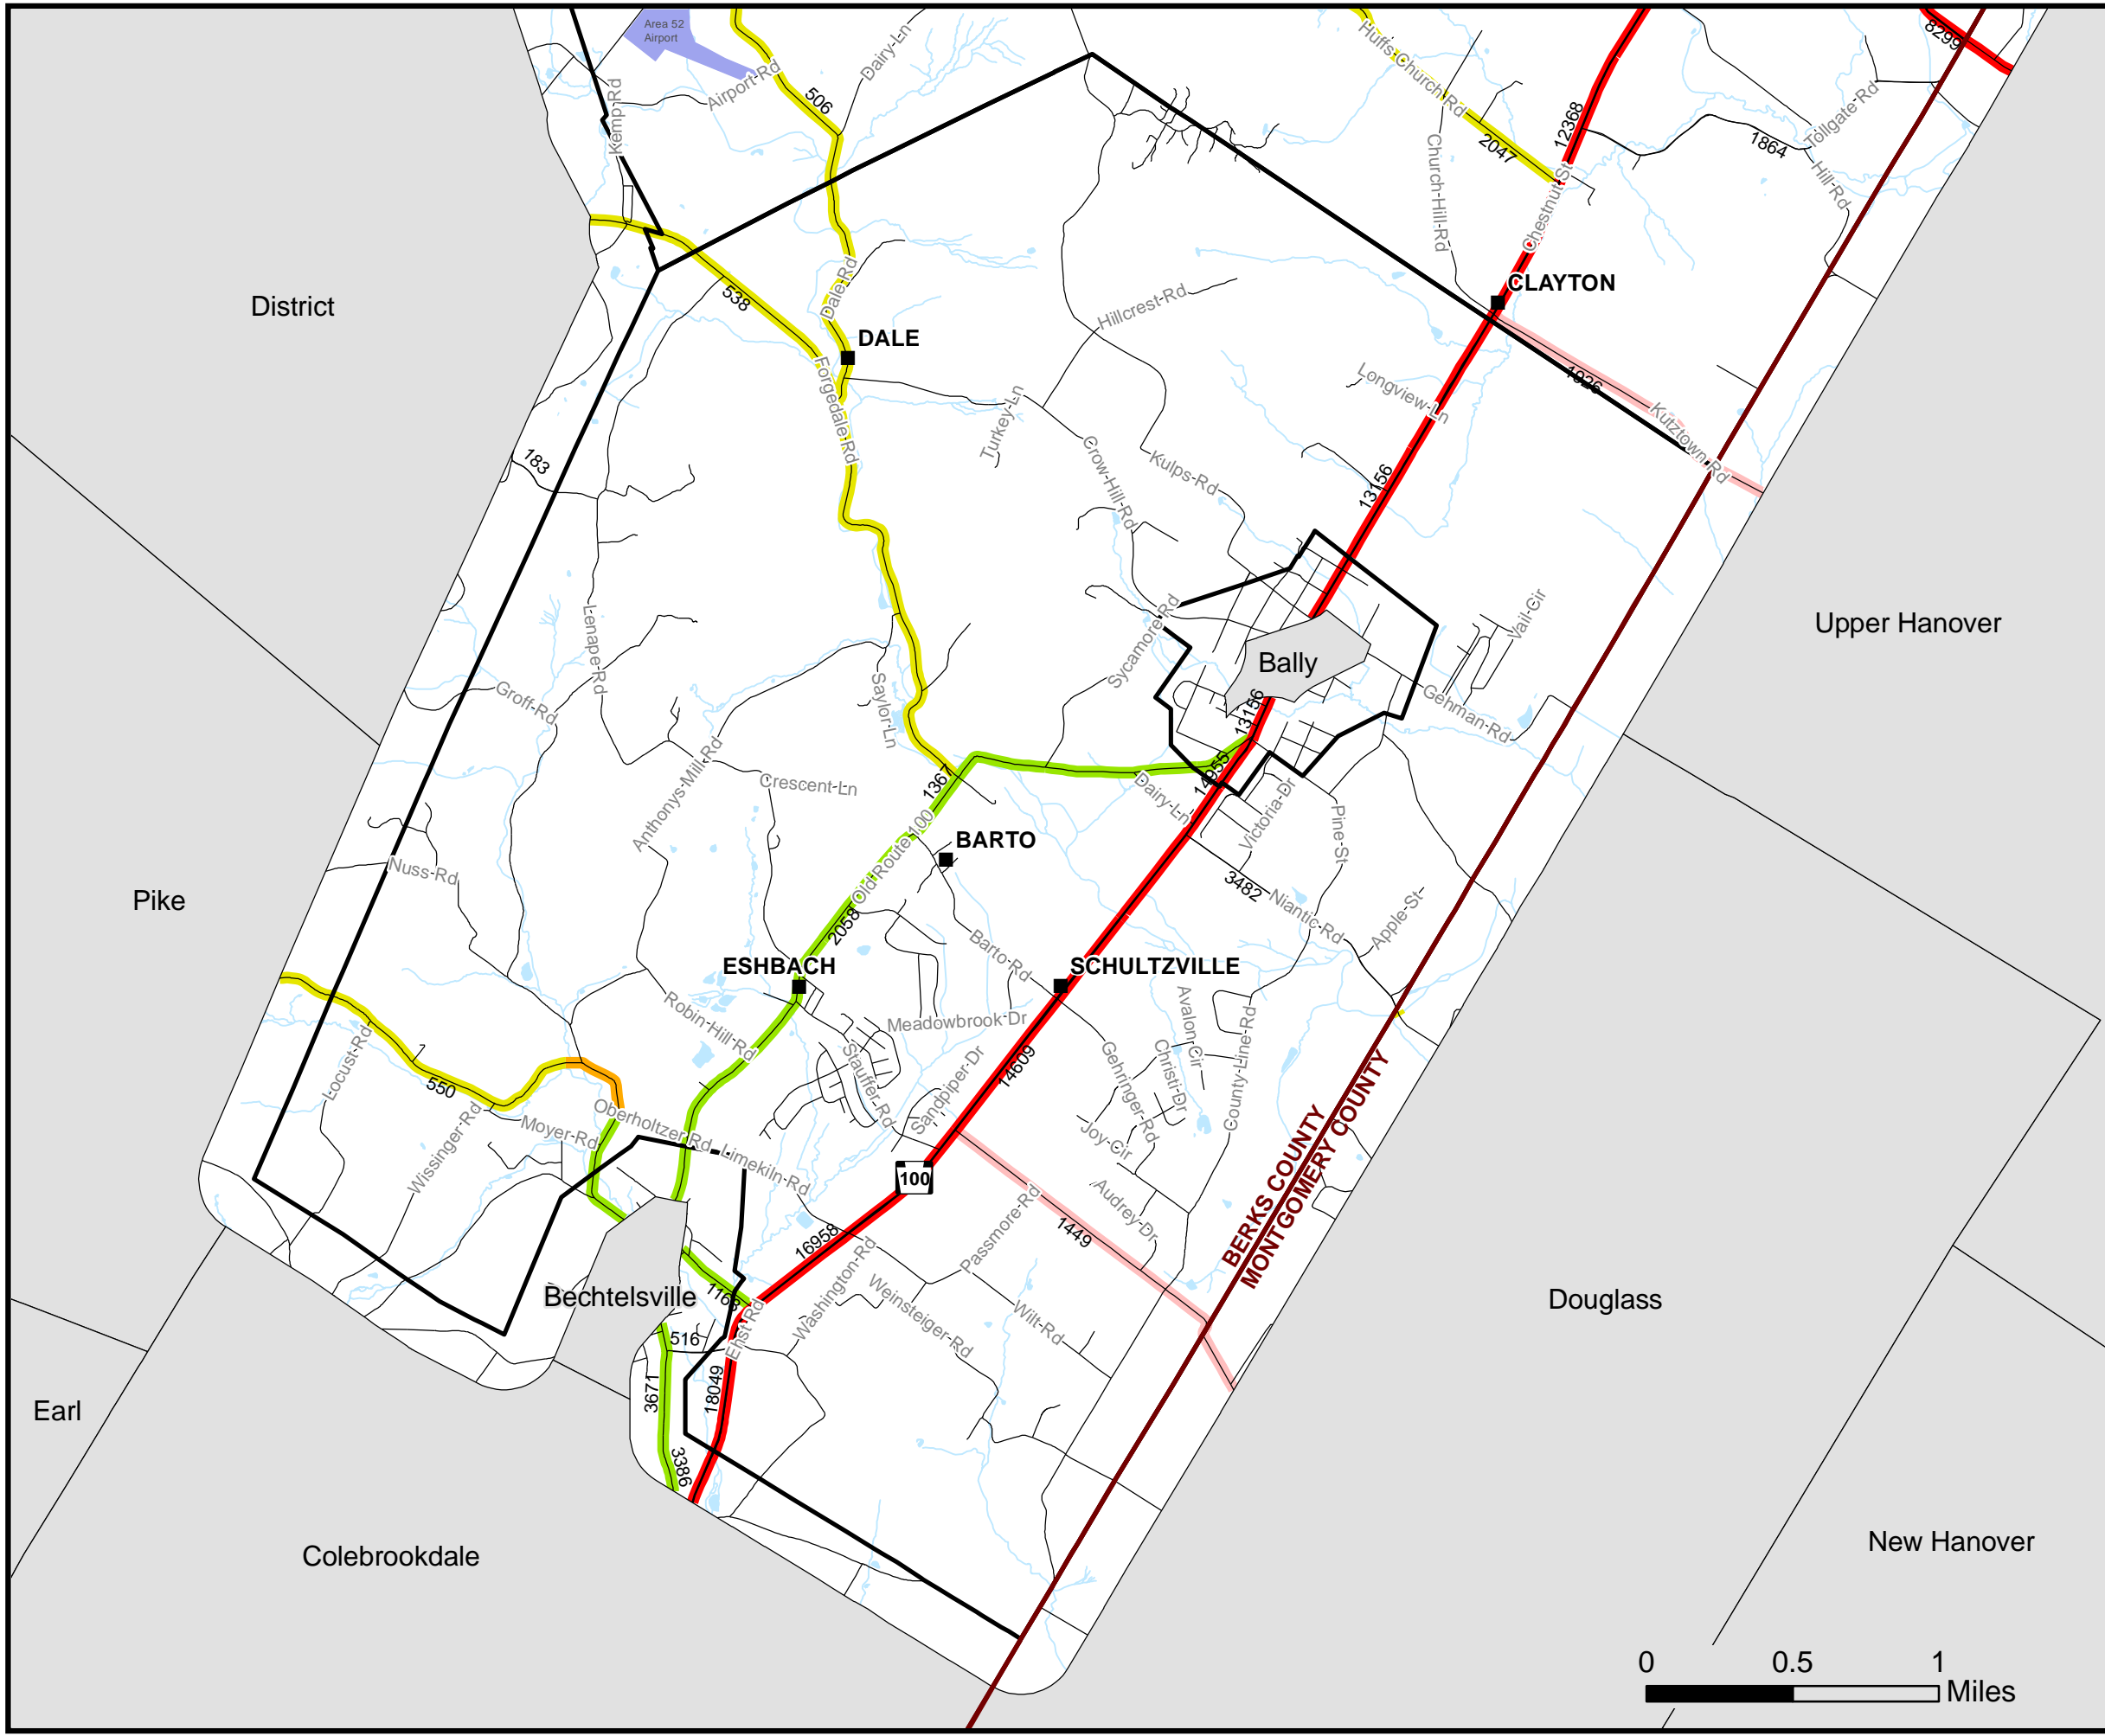 Area 52
Airport
Dairy-Ln
Huffs-Church-Rd
8299
Kemp-Rd
Airport-Rd
506
12368
2047
1864
Tollgate-Rd
Hill-Rd
Church-Hill-Rd
Chestnut-St
District
538
Dale-Rd
DALE
Hillcrest-Rd
CLAYTON
Forgedale-Rd
Longview-Ln
1926
Kutztown-Rd
Turkey-Ln
Crow-Hill-Rd
Kulps-Rd
183
13156
Lenape-Rd
Sycamore-Rd
Vail-Cir
Upper Hanover
Bally
Groff-Rd
Saylor-Ln
13156
Gehman-Rd
Anthonys-Mill-Rd
Crescent-Ln
1367
14955
Dairy-Ln
Victoria-Dr
Pine-St
Old-Route-100
BARTO
Nuss-Rd
3482
Niantic-Rd
Apple-St
Pike
2058
Barto-Rd
ESHBACH
SCHULTZVILLE
Robin-Hill-Rd
Meadowbrook-Dr
Avalon-Cir
County-Line-Rd
Locust-Rd
1
550
Stauffer-Rd
Sandpiper-Dr
14609
Gehringer-Rd
Christi-Dr
Wissinger-Rd
Moyer-Rd
Oberholtzer-Rd
Limekiln-Rd
Joy-Cir
BERKS COUNTY
MONTGOMERY COUNTY
100
Passmore-Rd
Audrey-Dr
1449
16958
Washington-Rd
Weinsteiger-Rd
Wilt-Rd
Bechtelsville
1168
Ehst-Rd
516
Douglass
3671
18049
Earl
3386
Colebrookdale
New Hanover
0 0.5 1
Miles